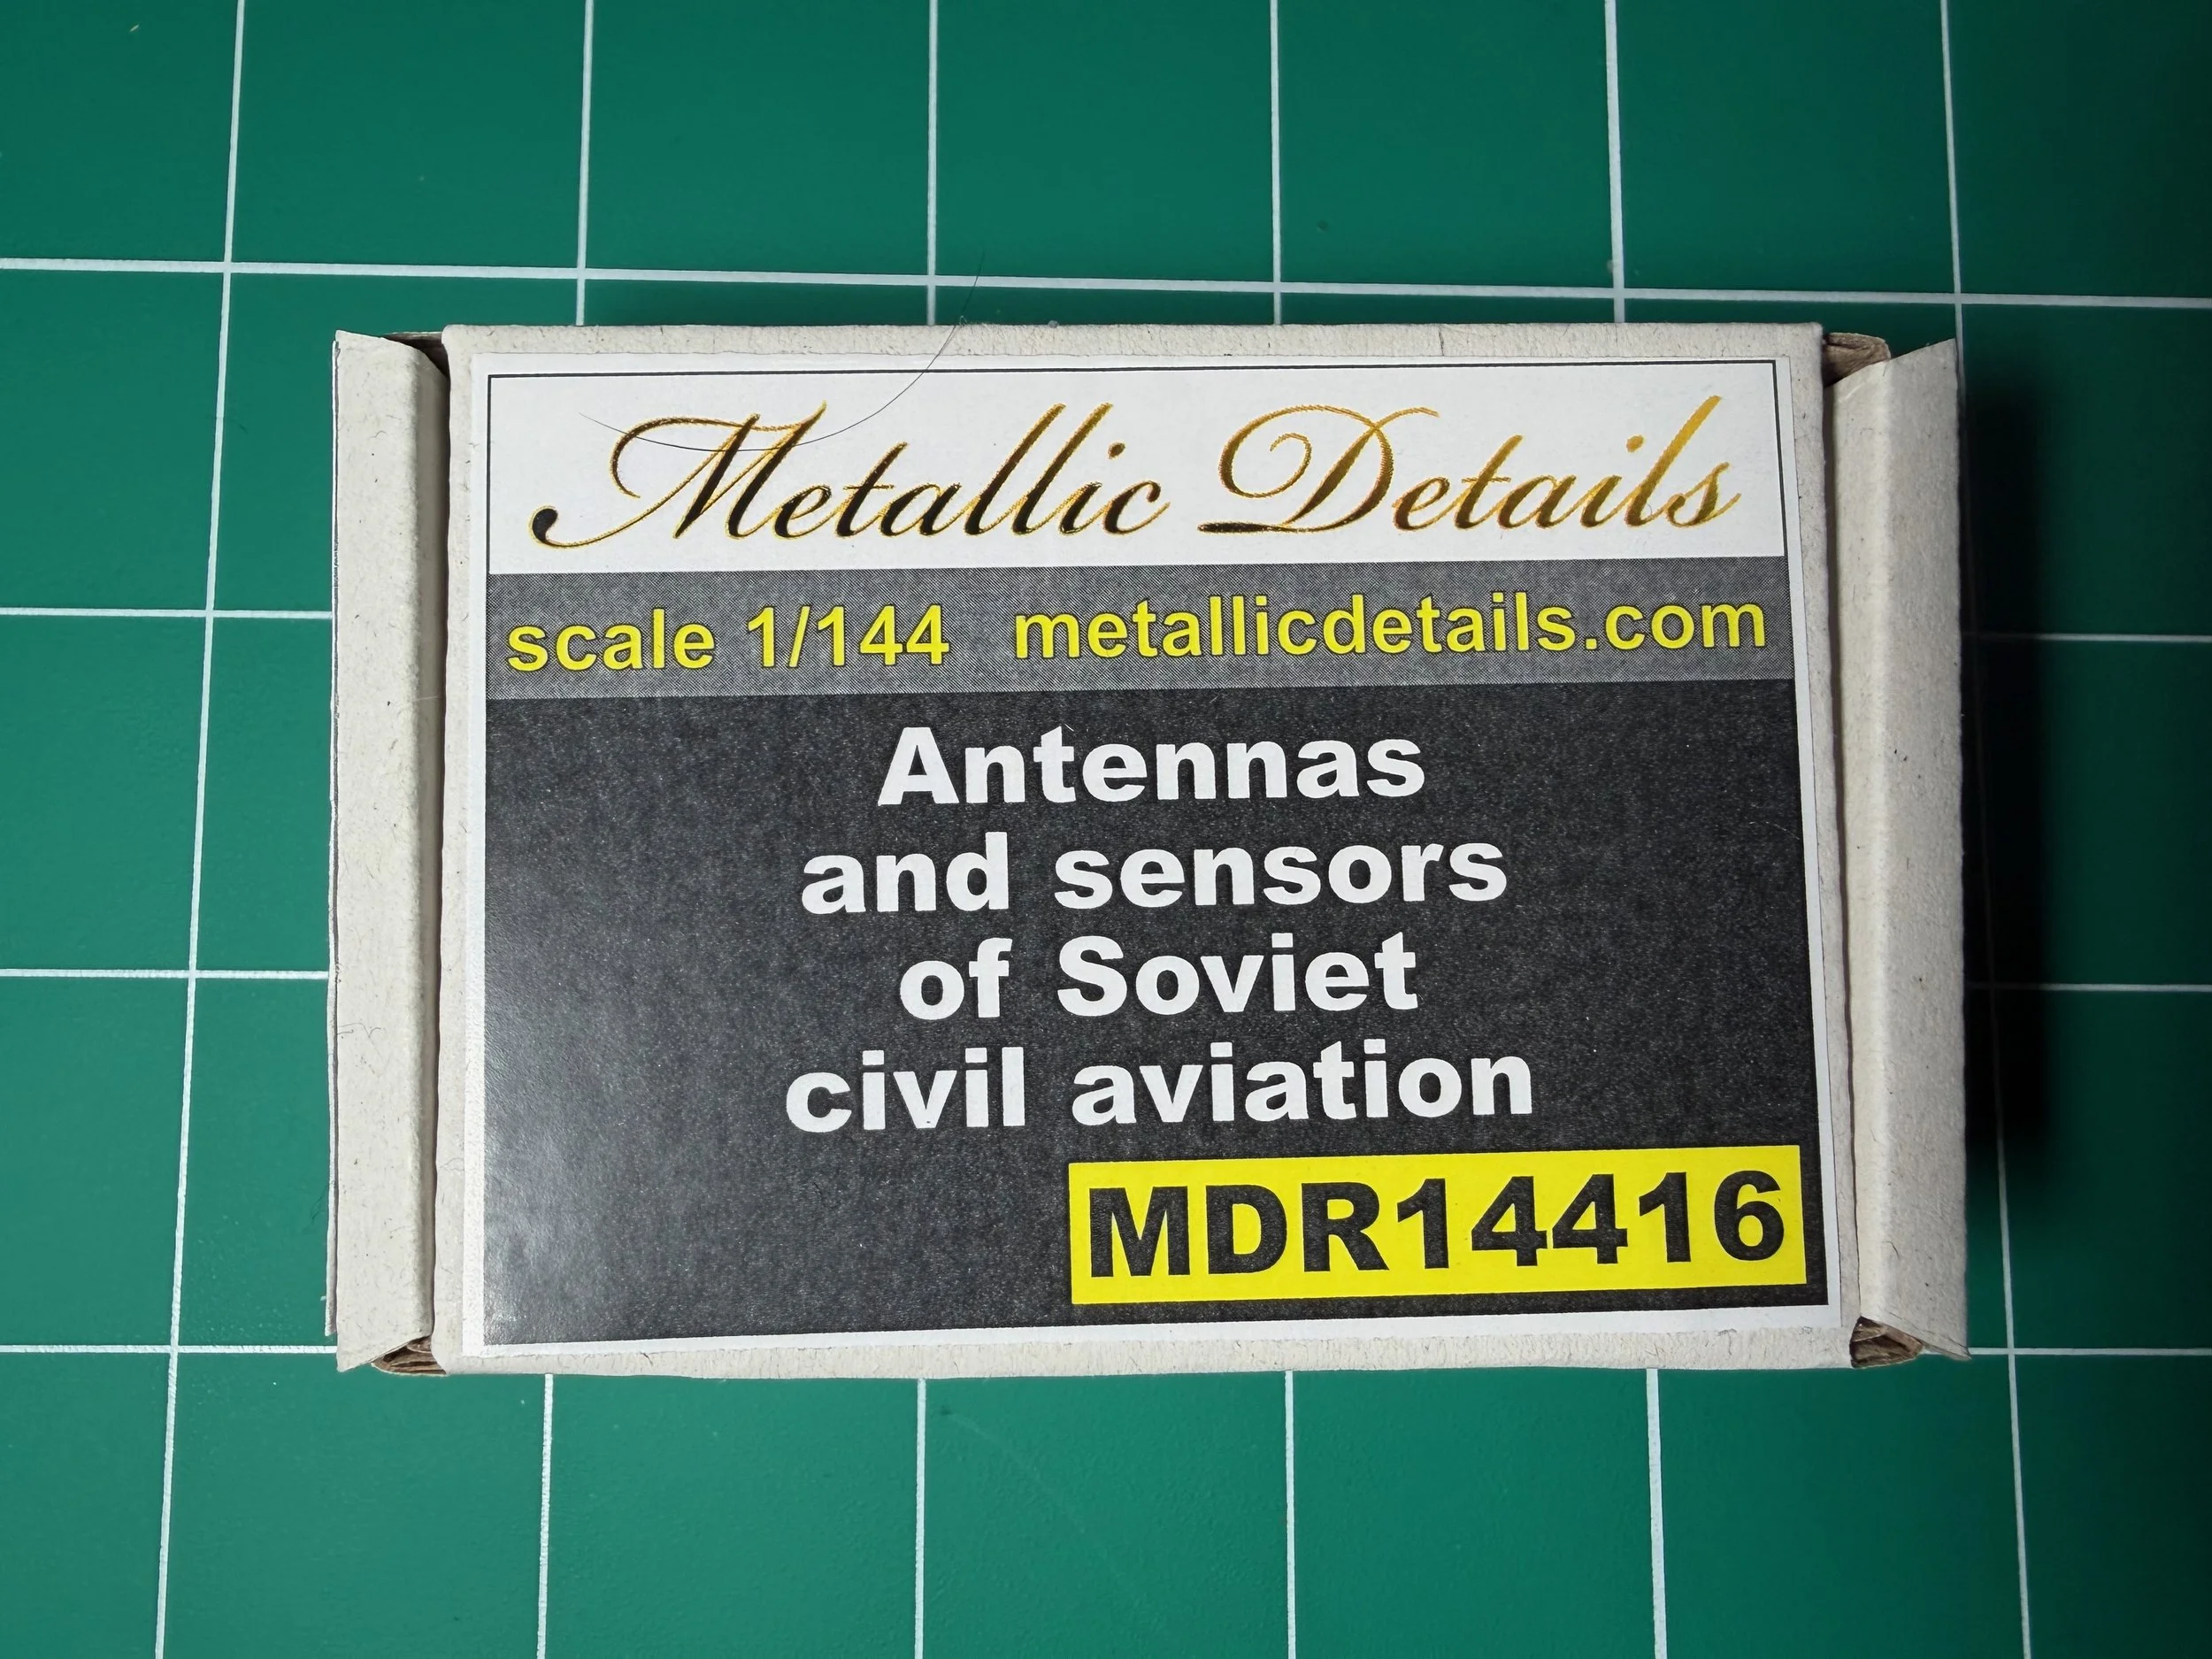 Metallic Details
scale 1/144 metallicdetails.com
Antennas
and sensors
of Soviet
civil aviation
MDR14416